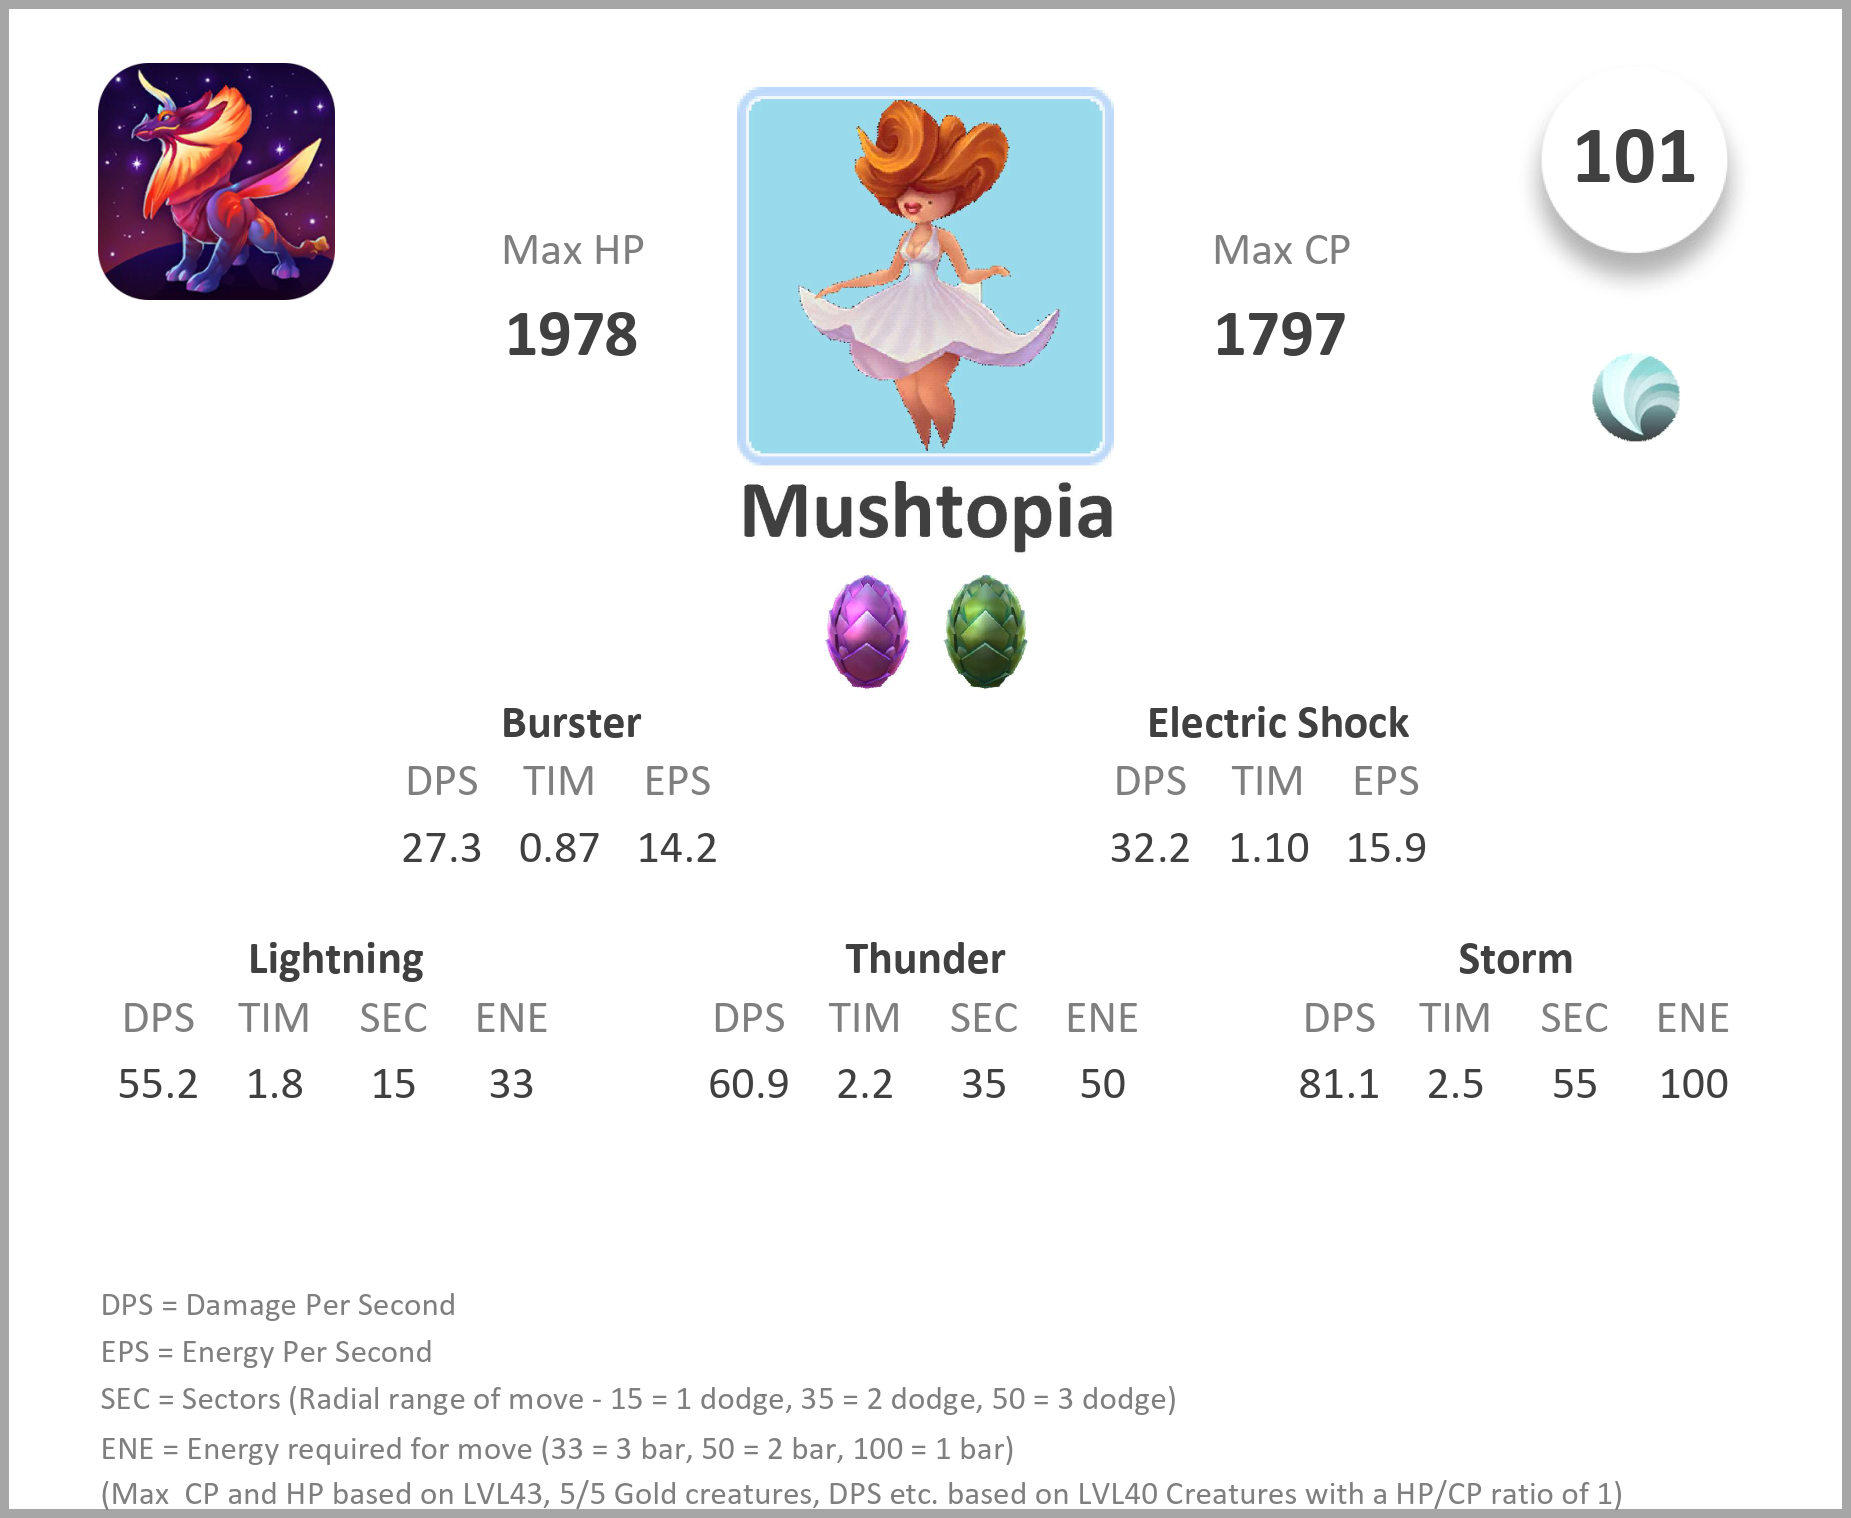 101
Max HP
Max CP
1978
1797
Mushtopia
Burster
Electric Shock
DPS TIM EPS
DPS TIM EPS
27.3 0.87 14.2
32.2 1.10 15.9
Lightning
Thunder
Storm
DPS TIM SEC ENE
DPS TIM SEC ENE
DPS TIM SEC ENE
55.2 1.8 15 33
60.9 2.2 35 50
81.1 2.5 55 100
DPS = Damage Per Second
EPS = Energy Per Second
SEC = Sectors (Radial range of move - 15 = 1 dodge, 35 = 2 dodge, 50 = 3 dodge)
ENE = Energy required for move (33 = 3 bar, 50 = 2 bar, 100 = 1 bar)
(Max  CP and HP based on LVL43, 5/5 Gold creatures, DPS etc. based on LVL40 Creatures with a HP/CP ratio of 1)